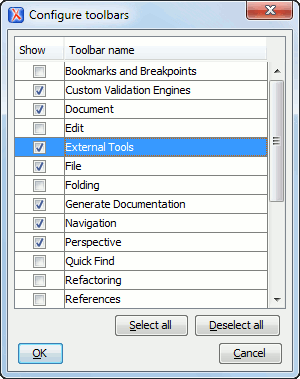 Configure toolbars
Show Toolbar name
Bookmarks and Breakpoints
Custom Validation Engines
Document
Edit
External Tools
File
Folding
Generate Documentation
Navigation
Perspective
Quick Find
Refactoring
References
Select all Deselect all
OK Cancel